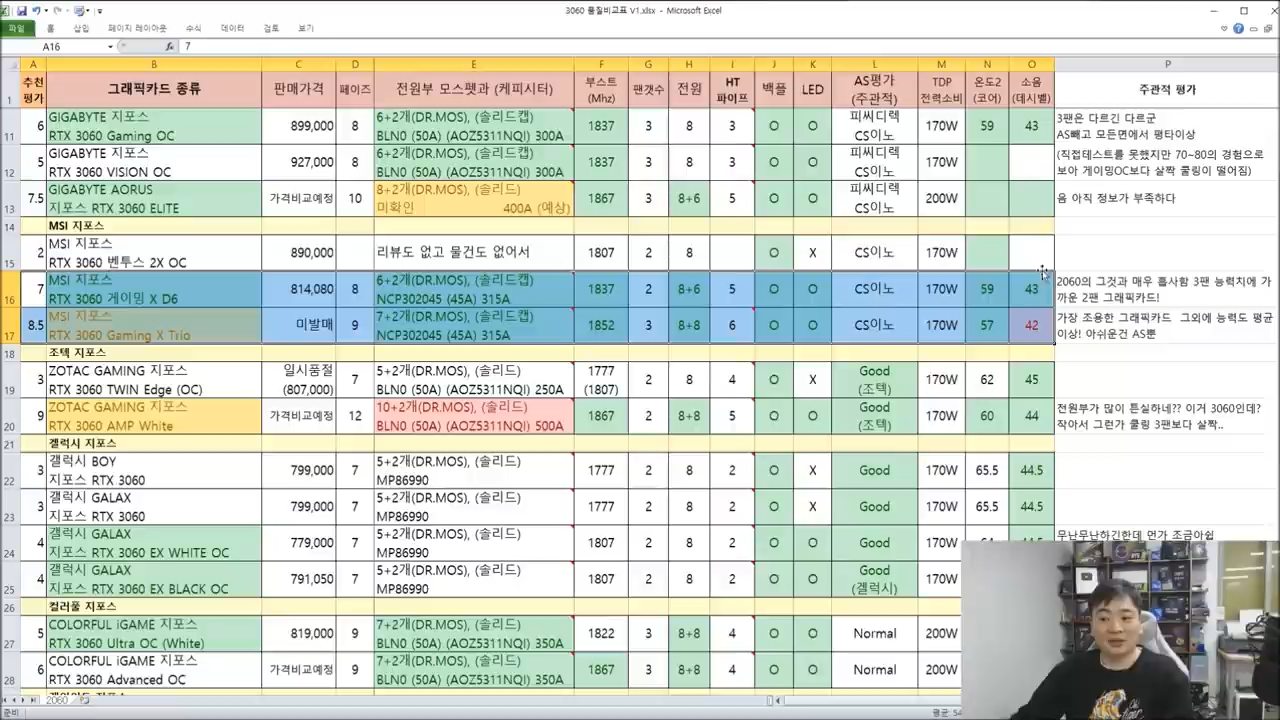 3060 품질비교표 V1.xlsx - Microsoft Excel
파일 홈 삽입 페이지 레이아웃 수식 데이터 검토 보기
A16 fx 7
A B C D E F G H I J K L M N O P
1 추천 평가 그래픽카드 종류 판매가격 페이즈 전원부 모스펫과 (케피시터) 부스트 (Mhz) 팬갯수 전원 HT 파이프 백플 LED AS평가 (주관적) TDP 전력소비 온도2 (코어) 소음 (데시벨) 주관적 평가
11 6 GIGABYTE 지포스 RTX 3060 Gaming OC 899,000 8 6+2개(DR.MOS), (솔리드캡) BLN0 (50A) (AOZ5311NQI) 300A 1837 3 8 3 O O 피씨디렉 CS이노 170W 59 43 3팬은 다르긴 다르군 AS빼고 모든면에서 평타이상
12 5 GIGABYTE 지포스 RTX 3060 VISION OC 927,000 8 6+2개(DR.MOS), (솔리드캡) BLN0 (50A) (AOZ5311NQI) 300A 1837 3 8 3 O O 피씨디렉 CS이노 170W (직접테스트를 못했지만 70~80의 경험으로 보아 게이밍OC보다 살짝 쿨링이 떨어짐)
13 7.5 GIGABYTE AORUS 지포스 RTX 3060 ELITE 가격비교예정 10 8+2개(DR.MOS), (솔리드) 미확인 400A (예상) 1867 3 8+6 5 O O 피씨디렉 CS이노 200W 음 아직 정보가 부족하다
14 MSI 지포스
15 2 MSI 지포스 RTX 3060 벤투스 2X OC 890,000 리뷰도 없고 물건도 없어서 1807 2 8 O X CS이노 170W
16 7 MSI 지포스 RTX 3060 게이밍 X D6 814,080 8 6+2개(DR.MOS), (솔리드캡) NCP302045 (45A) 315A 1837 2 8+6 5 O O CS이노 170W 59 43 2060의 그것과 매우 흡사함 3팬 능력치에 가까운 2팬 그래픽카드!
17 8.5 MSI 지포스 RTX 3060 Gaming X Trio 미발매 9 7+2개(DR.MOS), (솔리드캡) NCP302045 (45A) 315A 1852 3 8+8 6 O O CS이노 170W 57 42 가장 조용한 그래픽카드 그외에 능력도 평균이상! 아쉬운건 AS뿐
18 조텍 지포스
19 3 ZOTAC GAMING 지포스 RTX 3060 TWIN Edge (OC) 일시품절 (807,000) 7 5+2개(DR.MOS), (솔리드) BLN0 (50A) (AOZ5311NQI) 250A 1777 (1807) 2 8 4 O X Good (조텍) 170W 62 45
20 9 ZOTAC GAMING 지포스 RTX 3060 AMP White 가격비교예정 12 10+2개(DR.MOS), (솔리드) BLN0 (50A) (AOZ5311NQI) 500A 1867 2 8+8 5 O O Good (조텍) 170W 60 44 전원부가 많이 튼실하네?? 이거 3060인데? 작아서 그런가 쿨링 3팬보다 살짝..
21 겔럭시 지포스
22 3 갤럭시 BOY 지포스 RTX 3060 799,000 7 5+2개(DR.MOS), (솔리드) MP86990 1777 2 8 2 O X Good 170W 65.5 44.5
23 3 갤럭시 GALAX 지포스 RTX 3060 799,000 7 5+2개(DR.MOS), (솔리드) MP86990 1777 2 8 2 O X Good 170W 65.5 44.5
24 4 갤럭시 GALAX 지포스 RTX 3060 EX WHITE OC 779,000 7 5+2개(DR.MOS), (솔리드) MP86990 1807 2 8 2 O O Good 170W 무난무난하긴한데 먼가 조금아쉽
25 4 갤럭시 GALAX 지포스 RTX 3060 EX BLACK OC 791,050 7 5+2개(DR.MOS), (솔리드) MP86990 1807 2 8 2 O O Good (겔럭시) 170W
26 컬러풀 지포스
27 5 COLORFUL iGAME 지포스 RTX 3060 Ultra OC (White) 819,000 9 7+2개(DR.MOS), (솔리드) BLN0 (50A) (AOZ5311NQI) 350A 1822 3 8+8 4 O O Normal 200W
28 6 COLORFUL iGAME 지포스 RTX 3060 Advanced OC 가격비교예정 9 7+2개(DR.MOS), (솔리드) BLN0 (50A) (AOZ5311NQI) 350A 1867 3 8+8 4 O O Normal 200W
2060
준비 평균: 54